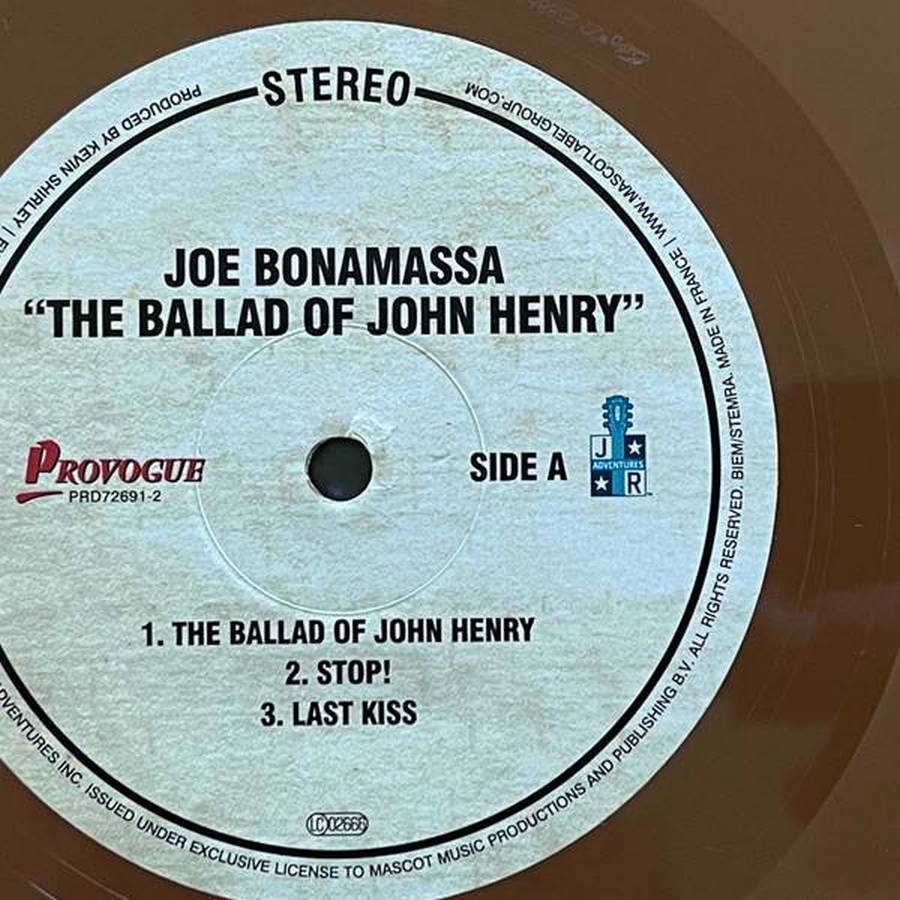 STEREO
PRODUCED BY KEVIN SHIRLEY |
JOE BONAMASSA
“THE BALLAD OF JOHN HENRY”
PROVOGUE
PRD72691-2
SIDE A
J
ADVENTURES
R
1. THE BALLAD OF JOHN HENRY
2. STOP!
3. LAST KISS
LC 02666
ADVENTURES INC. ISSUED UNDER EXCLUSIVE LICENSE TO MASCOT MUSIC PRODUCTIONS AND PUBLISHING B.V. ALL RIGHTS RESERVED. BIEM/STEMRA. MADE IN FRANCE | WWW.MASCOTLABELGROUP.COM